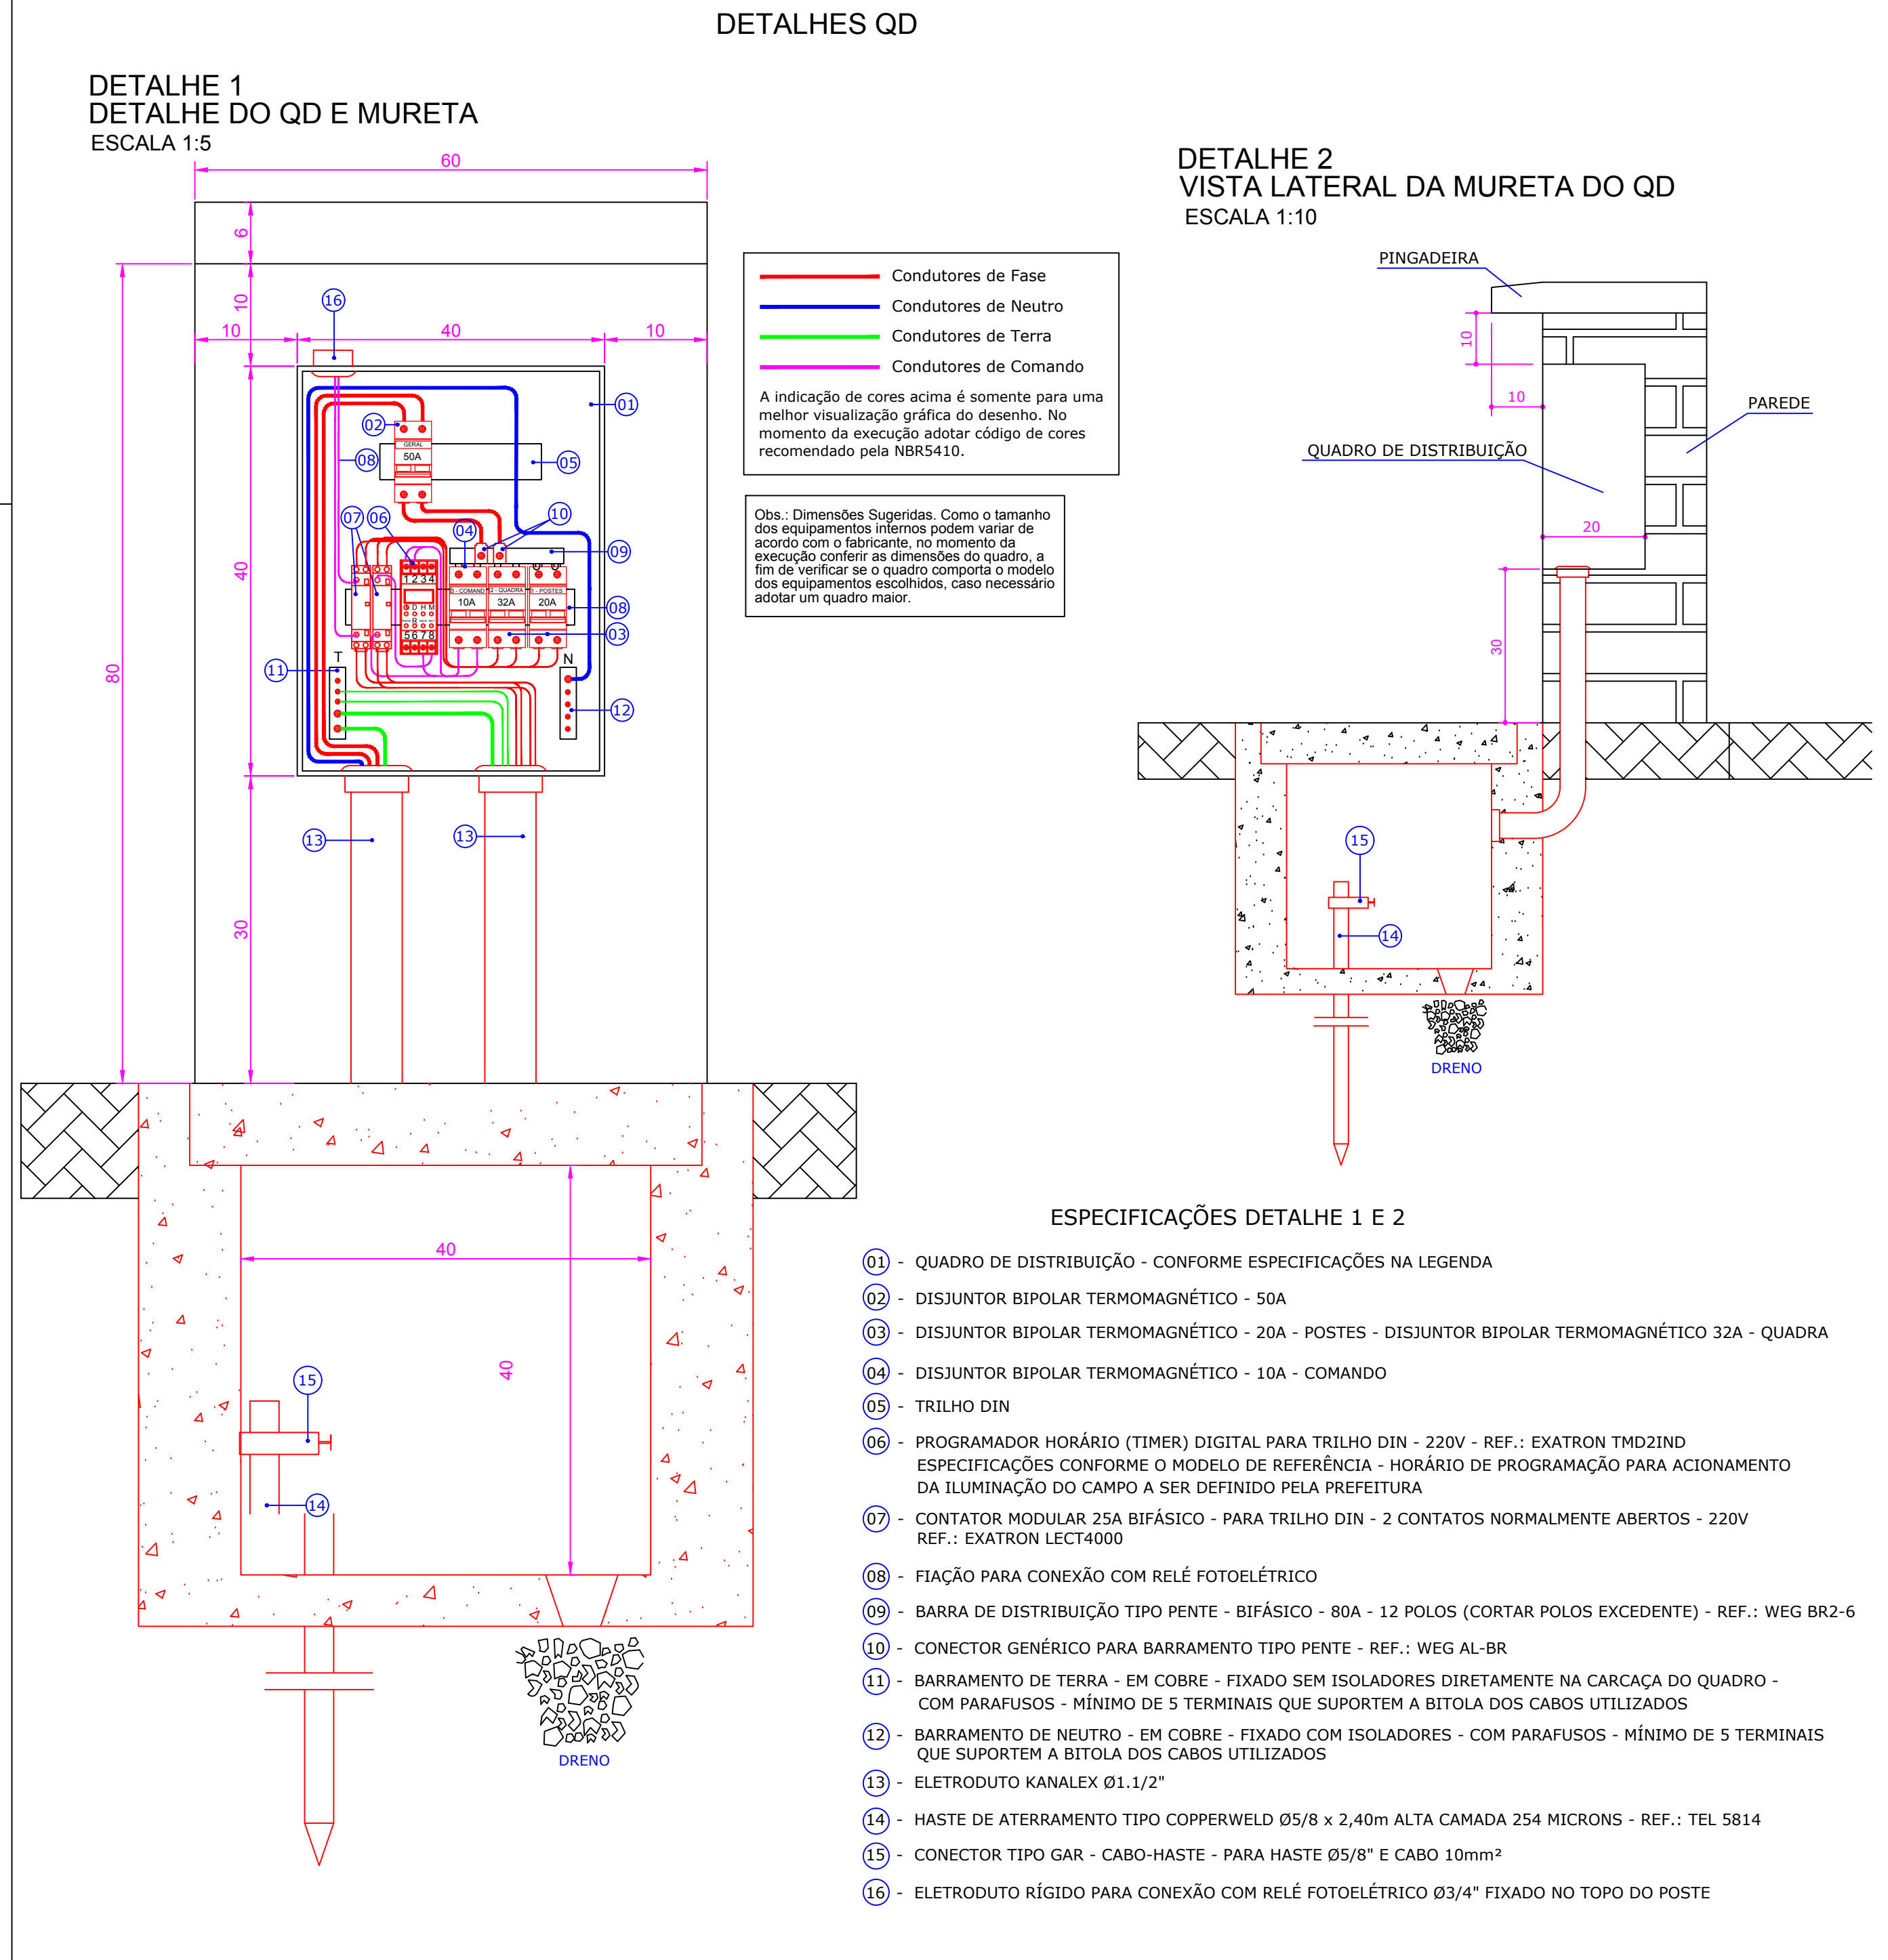 DETALHES QD
DETALHE 1
DETALHE DO QD E MURETA
ESCALA 1:5
60
6
10
16
10
40
10
01
02
GERAL
50A
08
05
07
06
04
10
09
1 2 3 4
3 - COMAND
2 - QUADRA
1 - POSTES
10A
32A
20A
D H M
R
5 6 7 8
08
03
40
80
T
N
11
12
13
13
30
40
40
15
14
DRENO
Condutores de Fase
Condutores de Neutro
Condutores de Terra
Condutores de Comando
A indicação de cores acima é somente para uma
melhor visualização gráfica do desenho. No
momento da execução adotar código de cores
recomendado pela NBR5410.
Obs.: Dimensões Sugeridas. Como o tamanho
dos equipamentos internos podem variar de
acordo com o fabricante, no momento da
execução conferir as dimensões do quadro, a
fim de verificar se o quadro comporta o modelo
dos equipamentos escolhidos, caso necessário
adotar um quadro maior.
DETALHE 2
VISTA LATERAL DA MURETA DO QD
ESCALA 1:10
PINGADEIRA
10
10
PAREDE
QUADRO DE DISTRIBUIÇÃO
20
30
15
14
DRENO
ESPECIFICAÇÕES DETALHE 1 E 2
01 - QUADRO DE DISTRIBUIÇÃO - CONFORME ESPECIFICAÇÕES NA LEGENDA
02 - DISJUNTOR BIPOLAR TERMOMAGNÉTICO - 50A
03 - DISJUNTOR BIPOLAR TERMOMAGNÉTICO - 20A - POSTES - DISJUNTOR BIPOLAR TERMOMAGNÉTICO 32A - QUADRA
04 - DISJUNTOR BIPOLAR TERMOMAGNÉTICO - 10A - COMANDO
05 - TRILHO DIN
06 - PROGRAMADOR HORÁRIO (TIMER) DIGITAL PARA TRILHO DIN - 220V - REF.: EXATRON TMD2IND
ESPECIFICAÇÕES CONFORME O MODELO DE REFERÊNCIA - HORÁRIO DE PROGRAMAÇÃO PARA ACIONAMENTO
DA ILUMINAÇÃO DO CAMPO A SER DEFINIDO PELA PREFEITURA
07 - CONTATOR MODULAR 25A BIFÁSICO - PARA TRILHO DIN - 2 CONTATOS NORMALMENTE ABERTOS - 220V
REF.: EXATRON LECT4000
08 - FIAÇÃO PARA CONEXÃO COM RELÉ FOTOELÉTRICO
09 - BARRA DE DISTRIBUIÇÃO TIPO PENTE - BIFÁSICO - 80A - 12 POLOS (CORTAR POLOS EXCEDENTE) - REF.: WEG BR2-6
10 - CONECTOR GENÉRICO PARA BARRAMENTO TIPO PENTE - REF.: WEG AL-BR
11 - BARRAMENTO DE TERRA - EM COBRE - FIXADO SEM ISOLADORES DIRETAMENTE NA CARCAÇA DO QUADRO -
COM PARAFUSOS - MÍNIMO DE 5 TERMINAIS QUE SUPORTEM A BITOLA DOS CABOS UTILIZADOS
12 - BARRAMENTO DE NEUTRO - EM COBRE - FIXADO COM ISOLADORES - COM PARAFUSOS - MÍNIMO DE 5 TERMINAIS
QUE SUPORTEM A BITOLA DOS CABOS UTILIZADOS
13 - ELETRODUTO KANALEX Ø1.1/2"
14 - HASTE DE ATERRAMENTO TIPO COPPERWELD Ø5/8 x 2,40m ALTA CAMADA 254 MICRONS - REF.: TEL 5814
15 - CONECTOR TIPO GAR - CABO-HASTE - PARA HASTE Ø5/8" E CABO 10mm²
16 - ELETRODUTO RÍGIDO PARA CONEXÃO COM RELÉ FOTOELÉTRICO Ø3/4" FIXADO NO TOPO DO POSTE